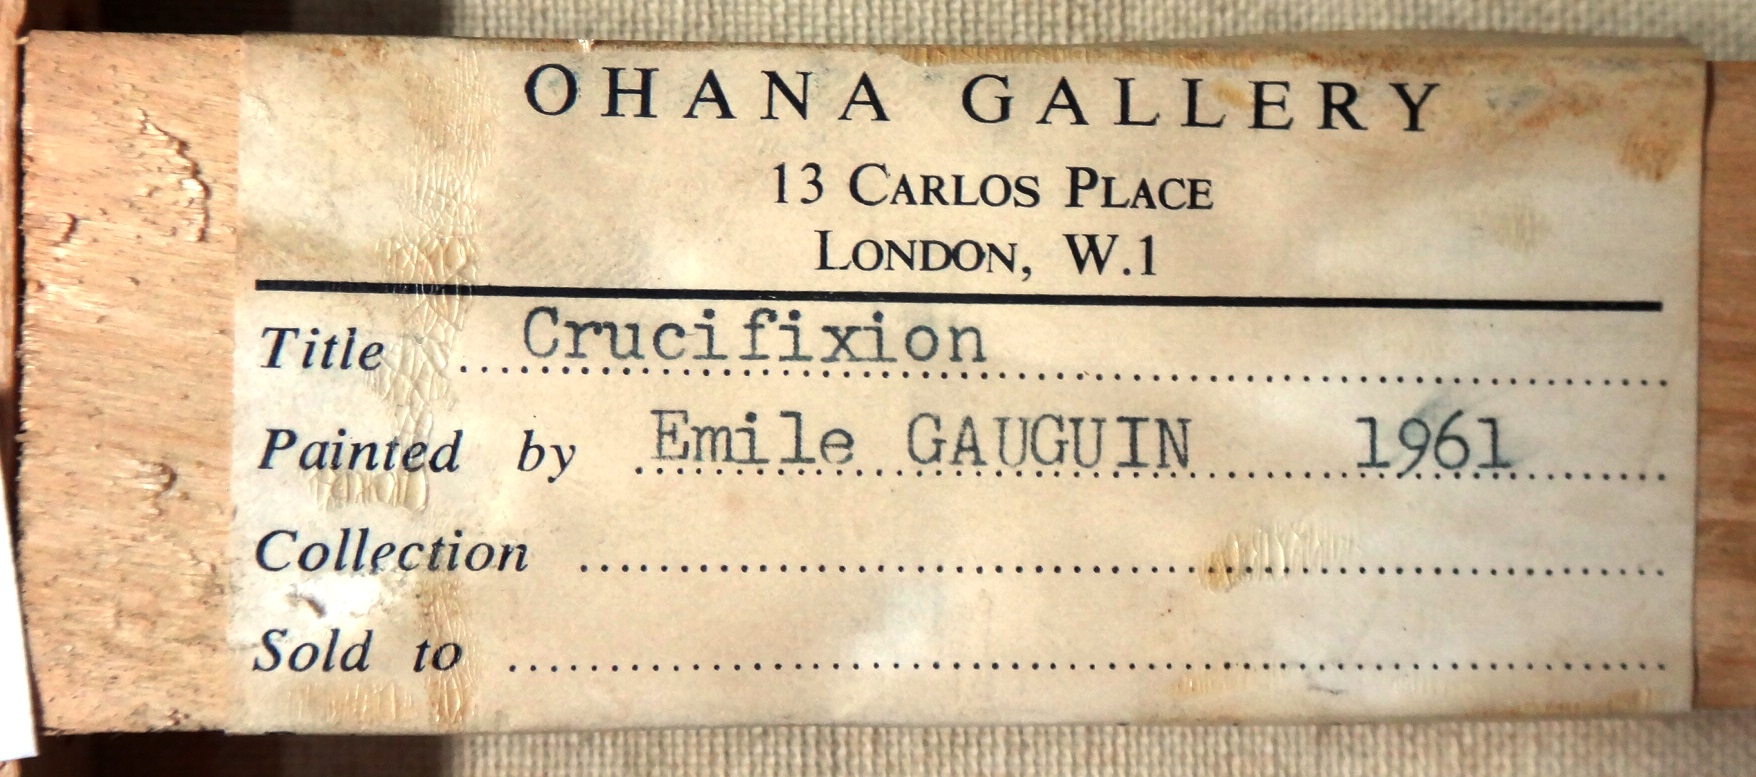 OHANA GALLERY
13 CARLOS PLACE
LONDON, W.1
Title ........ Crucifixion ........
Painted by ........ Emile GAUGUIN 1961 ........
Collection ........
Sold to ........